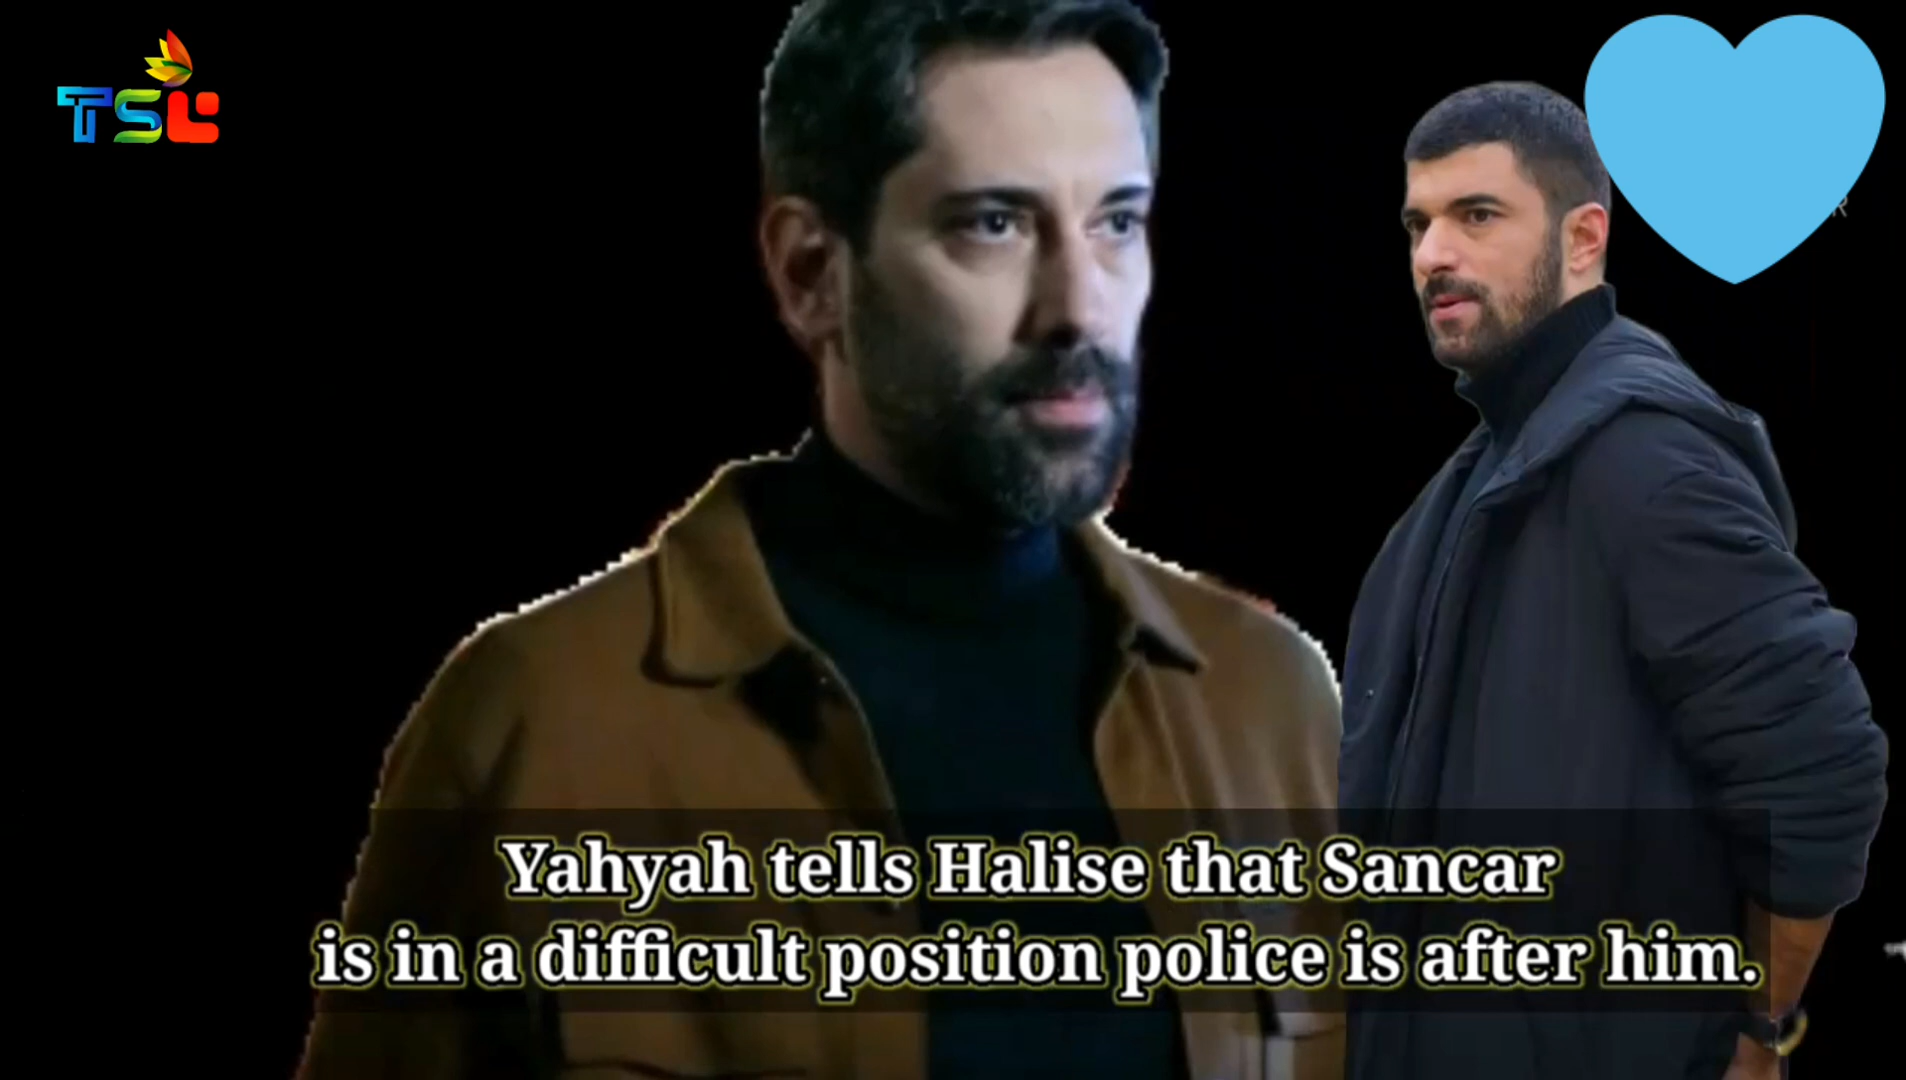 TSL
Yahyah tells Halise that Sancar
is in a difficult position police is after him.